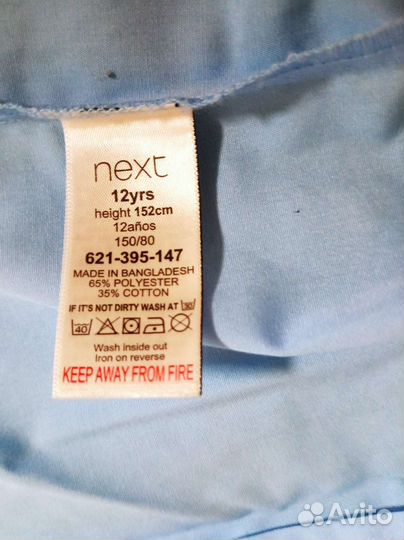 next
12yrs
height 152cm
12años
150/80
621-395-147
MADE IN BANGLADESH
65% POLYESTER
35% COTTON
IF IT'S NOT DIRTY WASH AT 30
40
Wash inside out
Iron on reverse
KEEP AWAY FROM FIRE
Avito